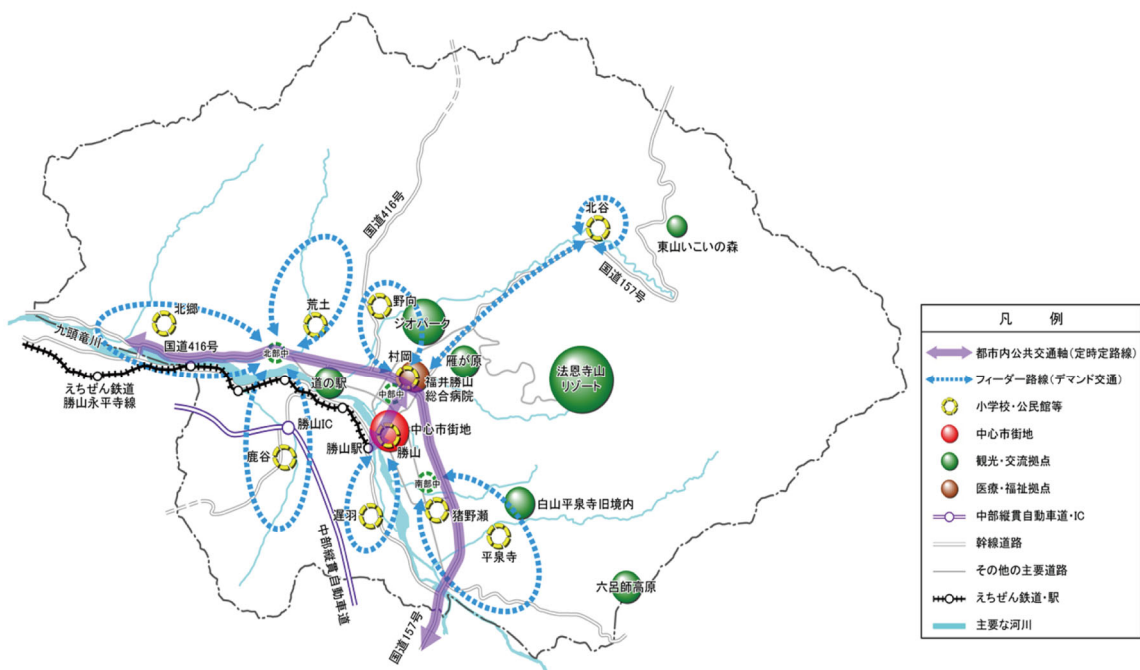 国道416号
北谷
東山いこいの森
国道157号
荒土
野向
ジオパーク
北郷
九頭竜川
国道416号
北部中
村岡
雁が原
福井勝山
総合病院
法恩寺山
リゾート
えちぜん鉄道
勝山永平寺線
道の駅
中部中
中心市街地
勝山IC
勝山駅
勝山
鹿谷
南部中
遅羽
猪野瀬
白山平泉寺旧境内
平泉寺
中部縦貫自動車道
六呂師高原
国道157号
凡 例
都市内公共交通軸(定時定路線)
フィーダー路線(デマンド交通)
小学校・公民館等
中心市街地
観光・交流拠点
医療・福祉拠点
中部縦貫自動車道・IC
幹線道路
その他の主要道路
えちぜん鉄道・駅
主要な河川